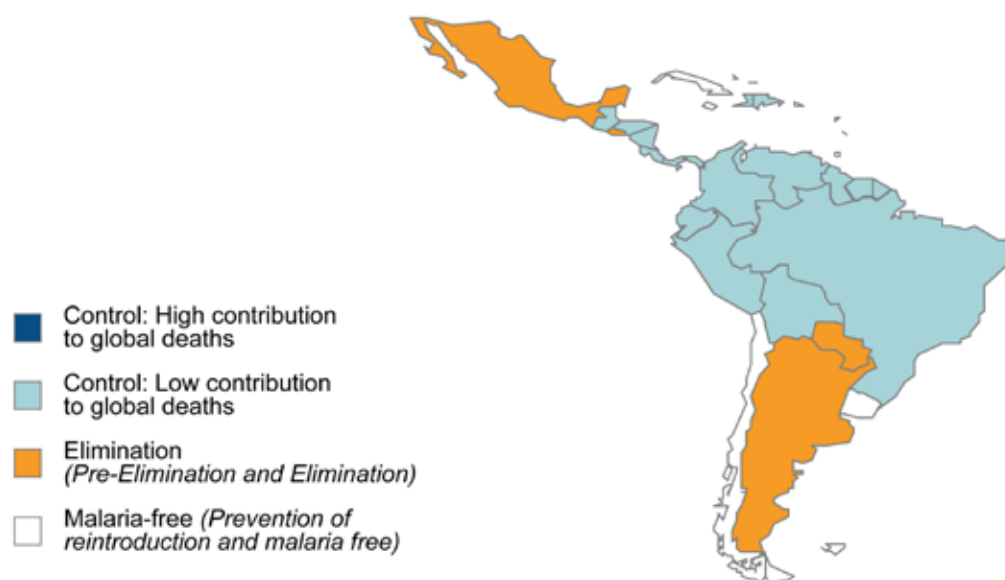 Control: High contribution
to global deaths
Control: Low contribution
to global deaths
Elimination
(Pre-Elimination and Elimination)
Malaria-free (Prevention of
reintroduction and malaria free)